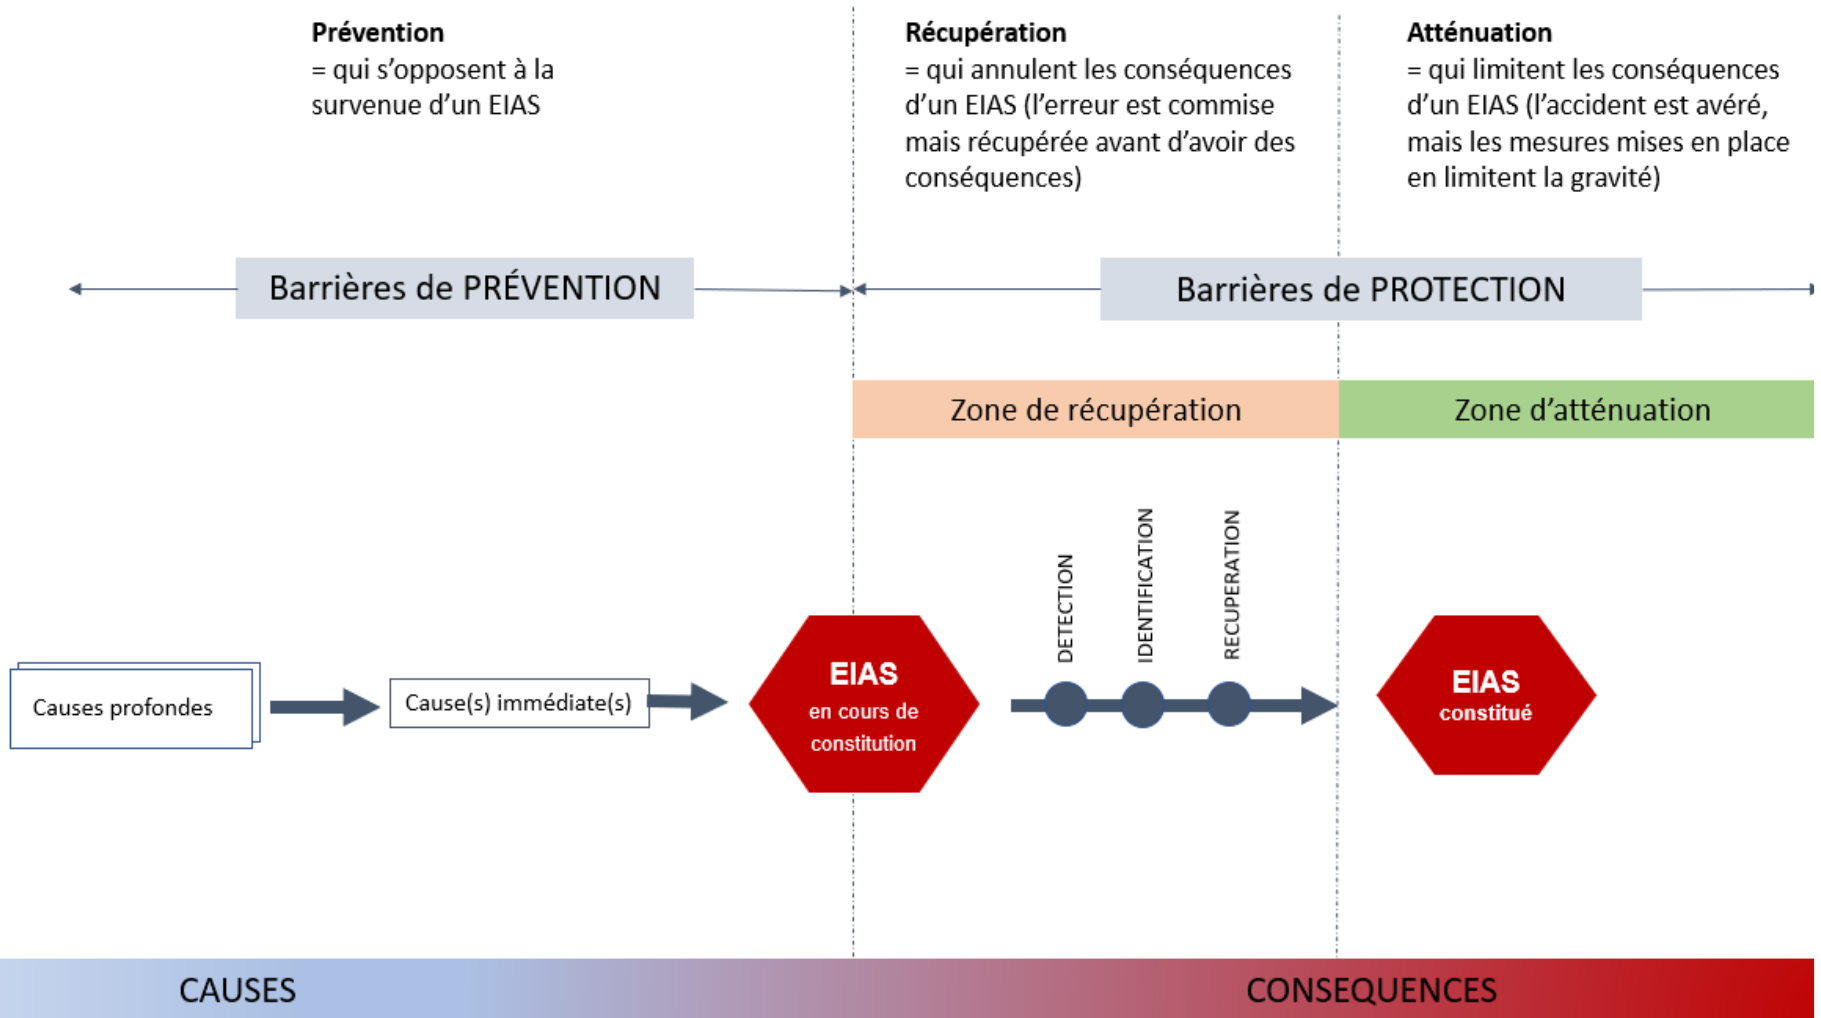 Prévention
= qui s’opposent à la
survenue d’un EIAS
Récupération
= qui annulent les conséquences
d’un EIAS (l’erreur est commise
mais récupérée avant d’avoir des
conséquences)
Atténuation
= qui limitent les conséquences
d’un EIAS (l’accident est avéré,
mais les mesures mises en place
en limitent la gravité)
Barrières de PRÉVENTION
Barrières de PROTECTION
Zone de récupération
Zone d’atténuation
DETECTION
IDENTIFICATION
RECUPERATION
Causes profondes
Cause(s) immédiate(s)
EIAS
en cours de
constitution
EIAS
constitué
CAUSES
CONSEQUENCES